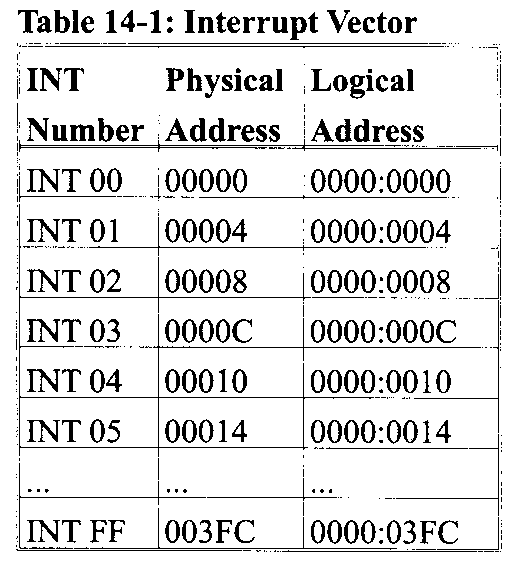 Table 14-1: Interrupt Vector
INT Physical Logical
Number Address Address
INT 00 00000 0000:0000
INT 01 00004 0000:0004
INT 02 00008 0000:0008
INT 03 0000C 0000:000C
INT 04 00010 0000:0010
INT 05 00014 0000:0014
... ... ...
INT FF 003FC 0000:03FC